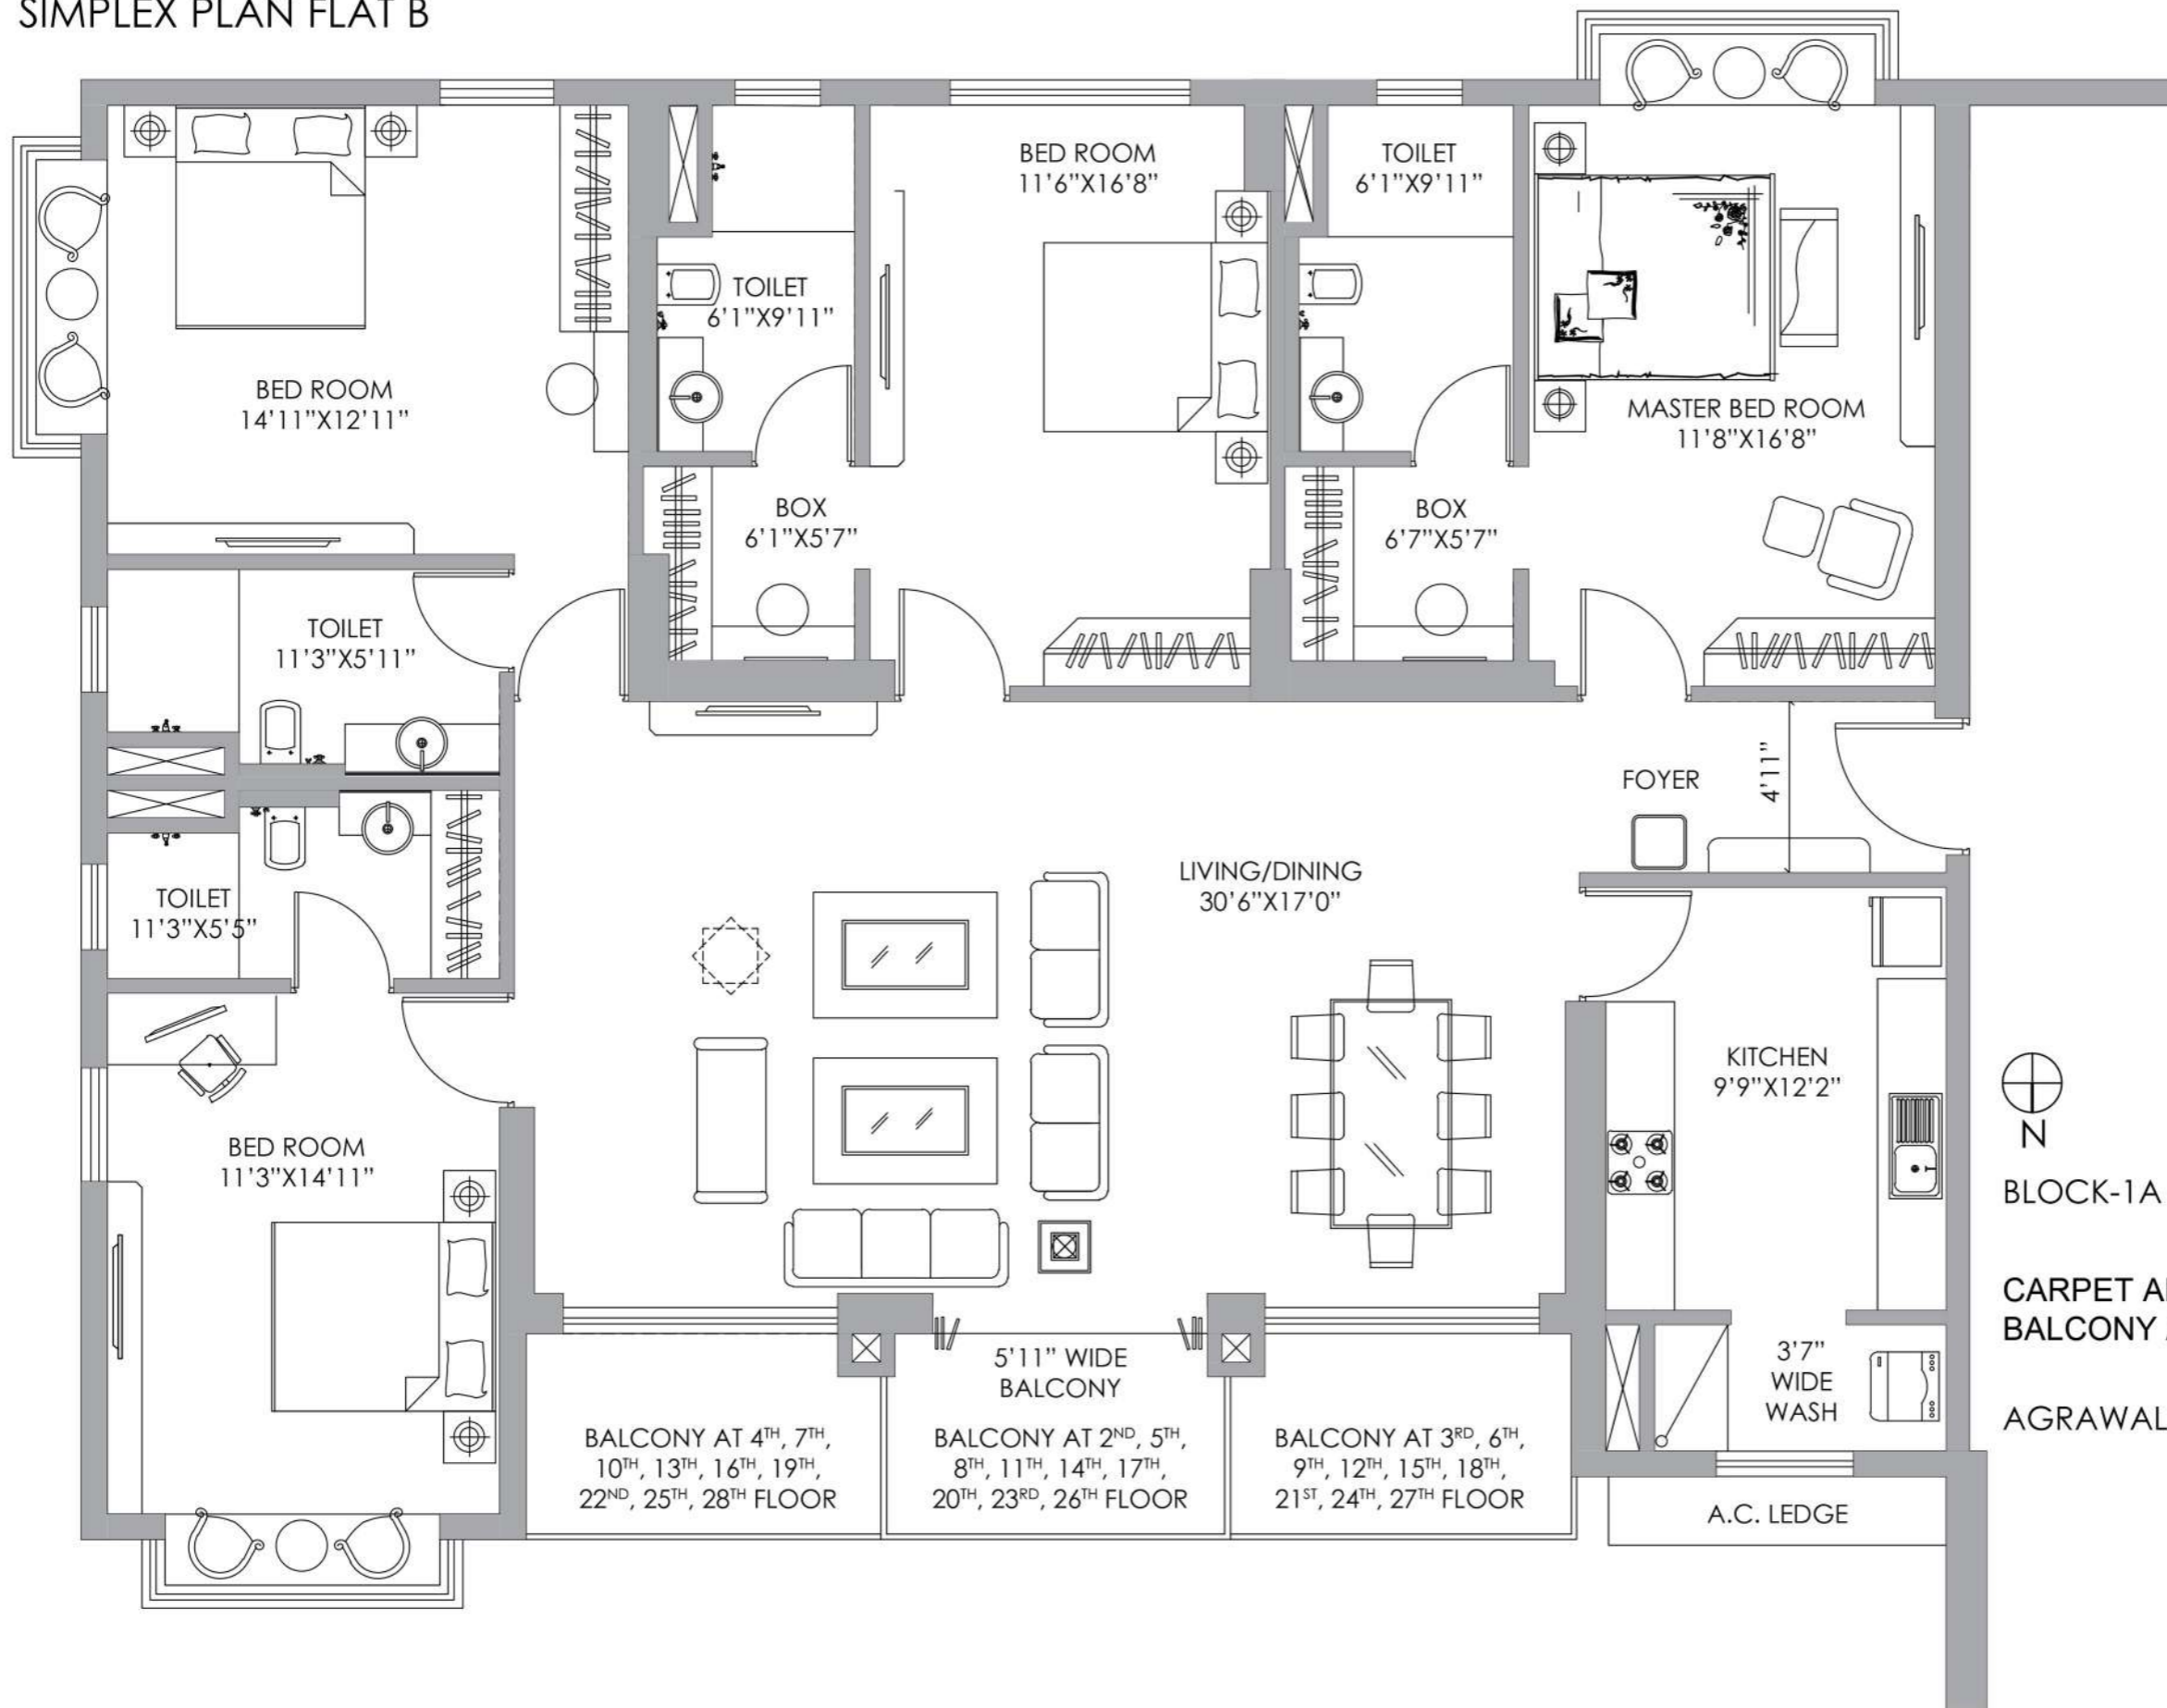 SIMPLEX PLAN FLAT B
BED ROOM
11'6"X16'8"
TOILET
6'1"X9'11"
TOILET
6'1"X9'11"
BED ROOM
14'11"X12'11"
MASTER BED ROOM
11'8"X16'8"
BOX
6'1"X5'7"
BOX
6'7"X5'7"
TOILET
11'3"X5'11"
FOYER
4'11"
LIVING/DINING
30'6"X17'0"
TOILET
11'3"X5'5"
KITCHEN
9'9"X12'2"
N
BED ROOM
11'3"X14'11"
BLOCK-1A
CARPET
BALCONY
5'11" WIDE
BALCONY
3'7"
WIDE
WASH
AGRAWAL
BALCONY AT 4TH, 7TH,
10TH, 13TH, 16TH, 19TH,
22ND, 25TH, 28TH FLOOR
BALCONY AT 2ND, 5TH,
8TH, 11TH, 14TH, 17TH,
20TH, 23RD, 26TH FLOOR
BALCONY AT 3RD, 6TH,
9TH, 12TH, 15TH, 18TH,
21ST, 24TH, 27TH FLOOR
A.C. LEDGE